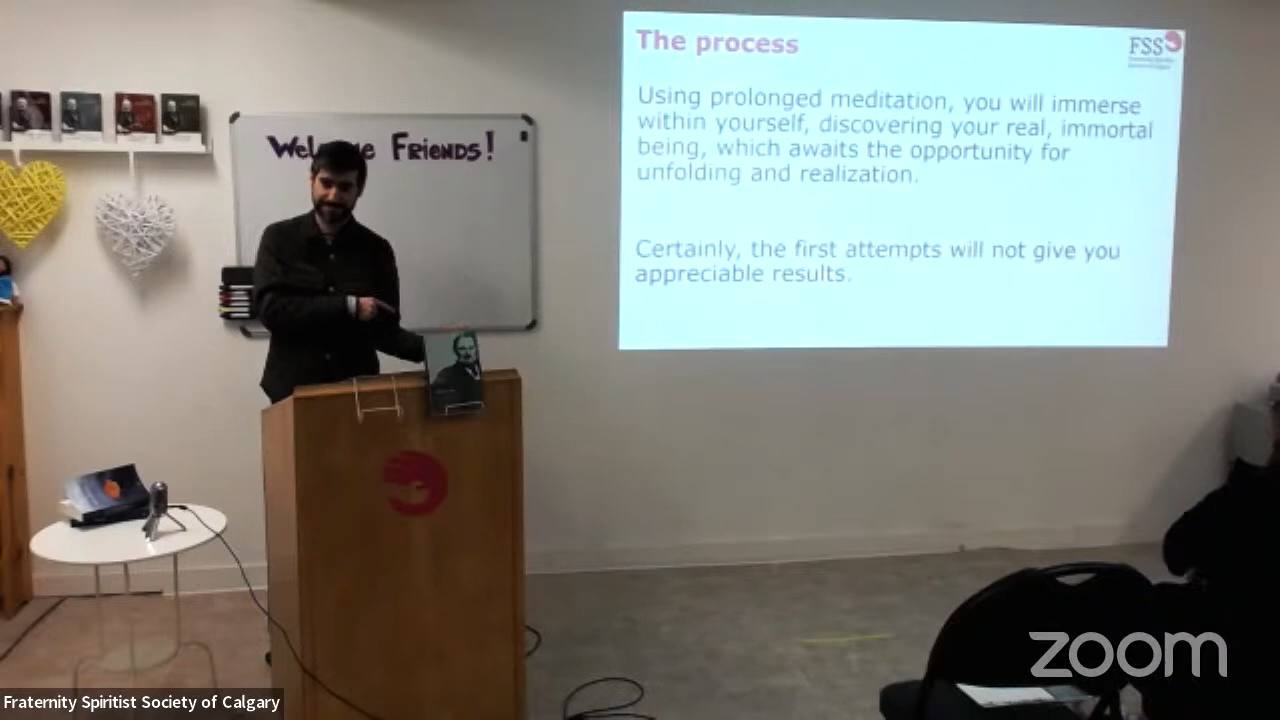 Welcome FRIENDS!
The process
FSS
Using prolonged meditation, you will immerse
within yourself, discovering your real, immortal
being, which awaits the opportunity for
unfolding and realization.
Certainly, the first attempts will not give you
appreciable results.
zoom
Fraternity Spiritist Society of Calgary